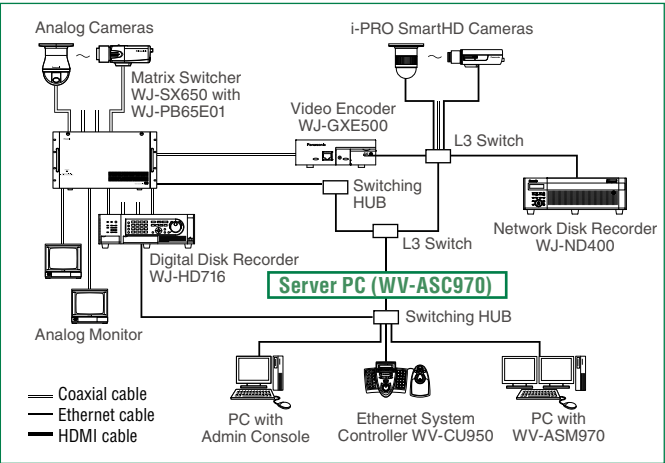 Analog Cameras
i-PRO SmartHD Cameras
Matrix Switcher
WJ-SX650 with
WJ-PB65E01
Video Encoder
WJ-GXE500
Panasonic
L3 Switch
Switching
HUB
Network Disk Recorder
WJ-ND400
L3 Switch
Digital Disk Recorder
WJ-HD716
Server PC (WV-ASC970)
Switching HUB
Analog Monitor
Coaxial cable
Ethernet cable
HDMI cable
PC with
Admin Console
Ethernet System
Controller WV-CU950
PC with
WV-ASM970